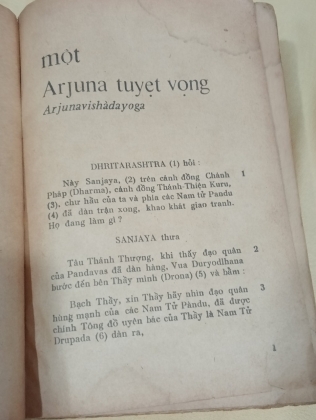 một
Arjuna tuyệt vọng
Arjunavishâdayoga
DHRITARASHTRA (1) hỏi :
Này Sanjaya, (2) trên cánh đồng Chánh 1
Pháp (Dharma), cánh đồng Thánh-Thiện Kuru,
(3), chư hầu của ta và phía các Nam tử Pandu
(4) đã dàn trận xong, khao khát gian tranh.
Họ đang làm gì ?
SANJAYA thưa
Tâu Thánh Thượng, khi thấy đạo quân 2
của Pandavas đã dàn hàng, Vua Duryodhana
bước đến bên Thầy mình (Drona) (5) và bẩm :
Bạch Thầy, xin Thầy hãy nhìn đạo quân 3
hùng mạnh của các Nam Tử Pându, đã được
chính Tông đồ uyên bác của Thầy là Nam Tử
Drupada (6) dàn ra,
1